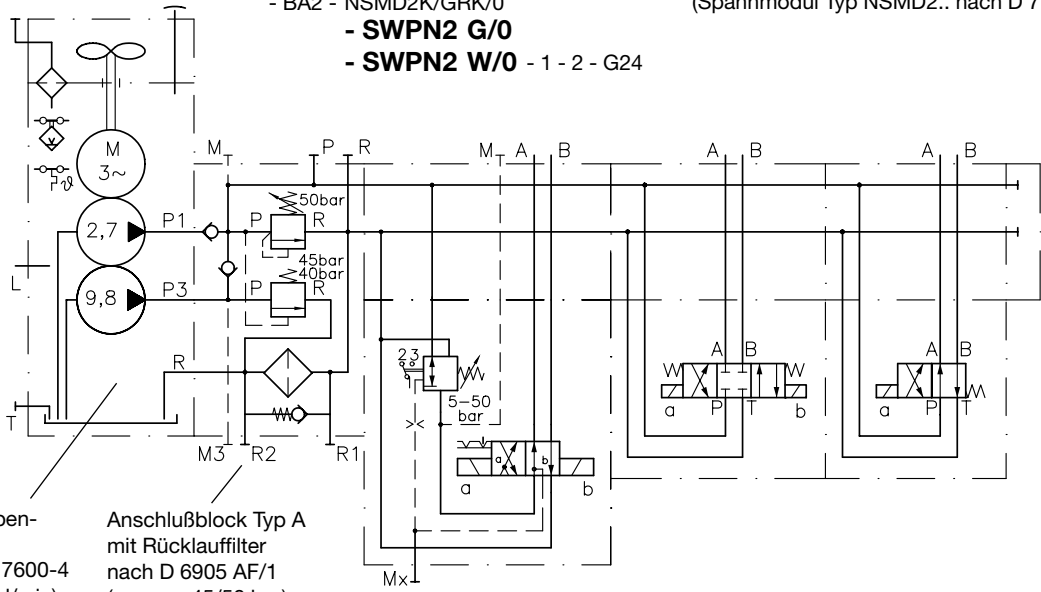 - BA2 - NSMD2K/GRK/0
- SWPN2 G/0
- SWPN2 W/0 - 1 - 2 - G24
(Spannmodul Typ NSMD2.. nach D 7
M
3~
2,7
9,8
P1
P3
L
T
R
ϑ
M
P
R
50bar
P
R
45bar
40bar
P
R
M3
R2
R1
M
A
B
2 3
5–50
bar
a
b
a
b
Mx
A
B
A
B
a
P
T
b
A
B
A
B
a
P
T
pen-
7600-4
Anschlußblock Typ A
mit Rücklauffilter
nach D 6905 AF/1